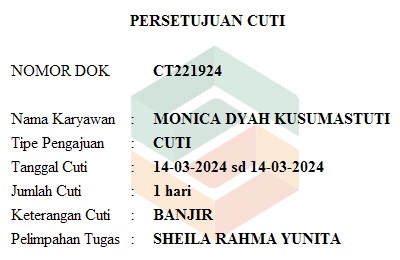 PERSETUJUAN CUTI
NOMOR DOK CT221924
Nama Karyawan : MONICA DYAH KUSUMASTUTI
Tipe Pengajuan : CUTI
Tanggal Cuti : 14-03-2024 sd 14-03-2024
Jumlah Cuti : 1 hari
Keterangan Cuti : BANJIR
Pelimpahan Tugas : SHEILA RAHMA YUNITA